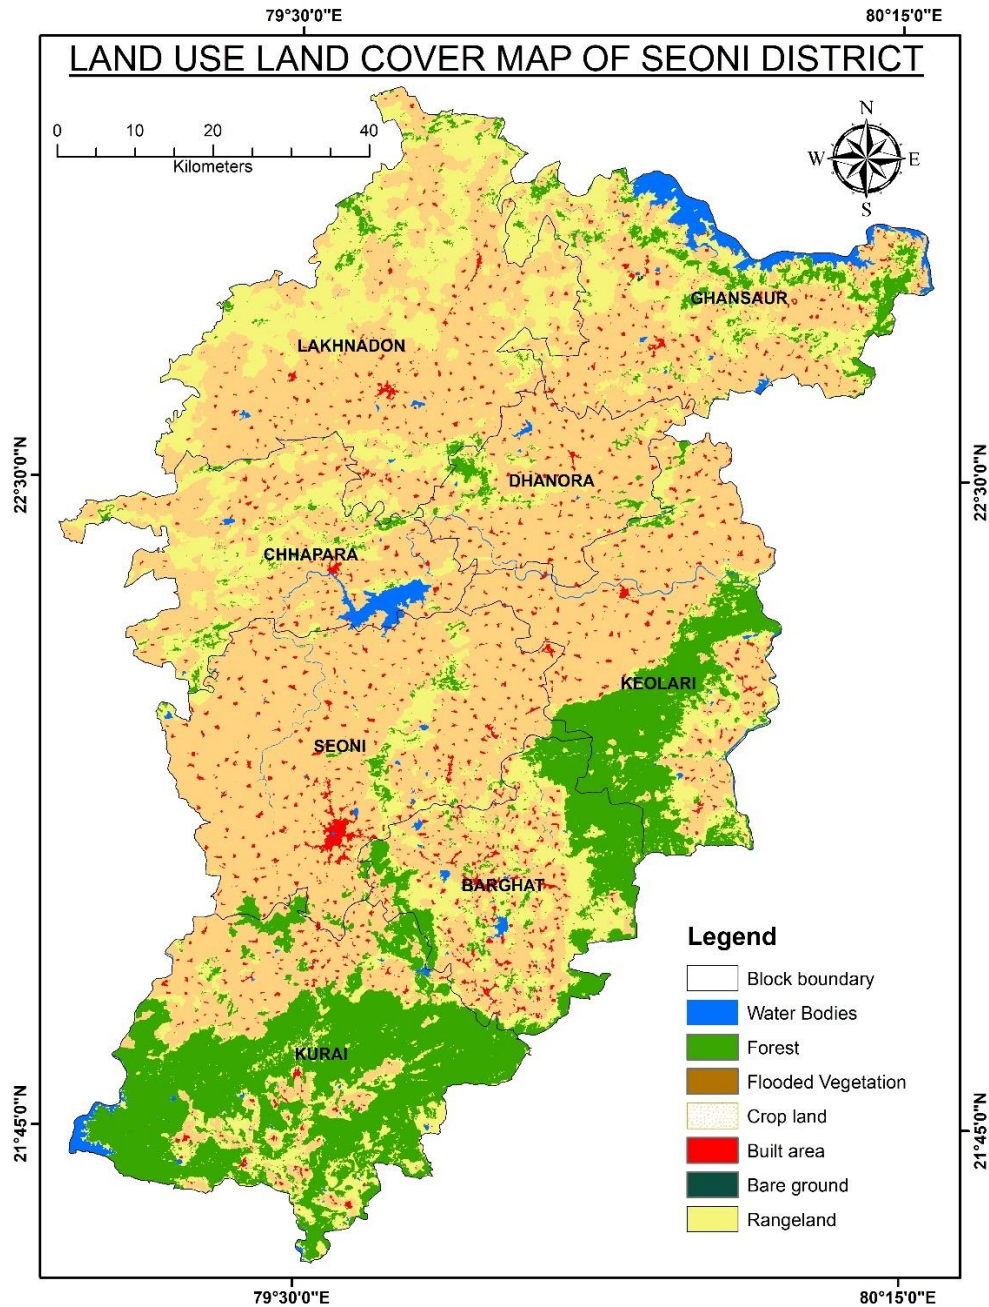 79°30'0"E
80°15'0"E
LAND USE LAND COVER MAP OF SEONI DISTRICT
0 10 20 40
Kilometers
N
W E
S
GHANSAUR
LAKHNADON
22°30'0"N
22°30'0"N
DHANORA
CHHAPARA
KEOLARI
SEONI
BARGHAT
KURAI
Legend
Block boundary
Water Bodies
Forest
Flooded Vegetation
Crop land
Built area
Bare ground
Rangeland
21°45'0"N
21°45'0"N
79°30'0"E
80°15'0"E